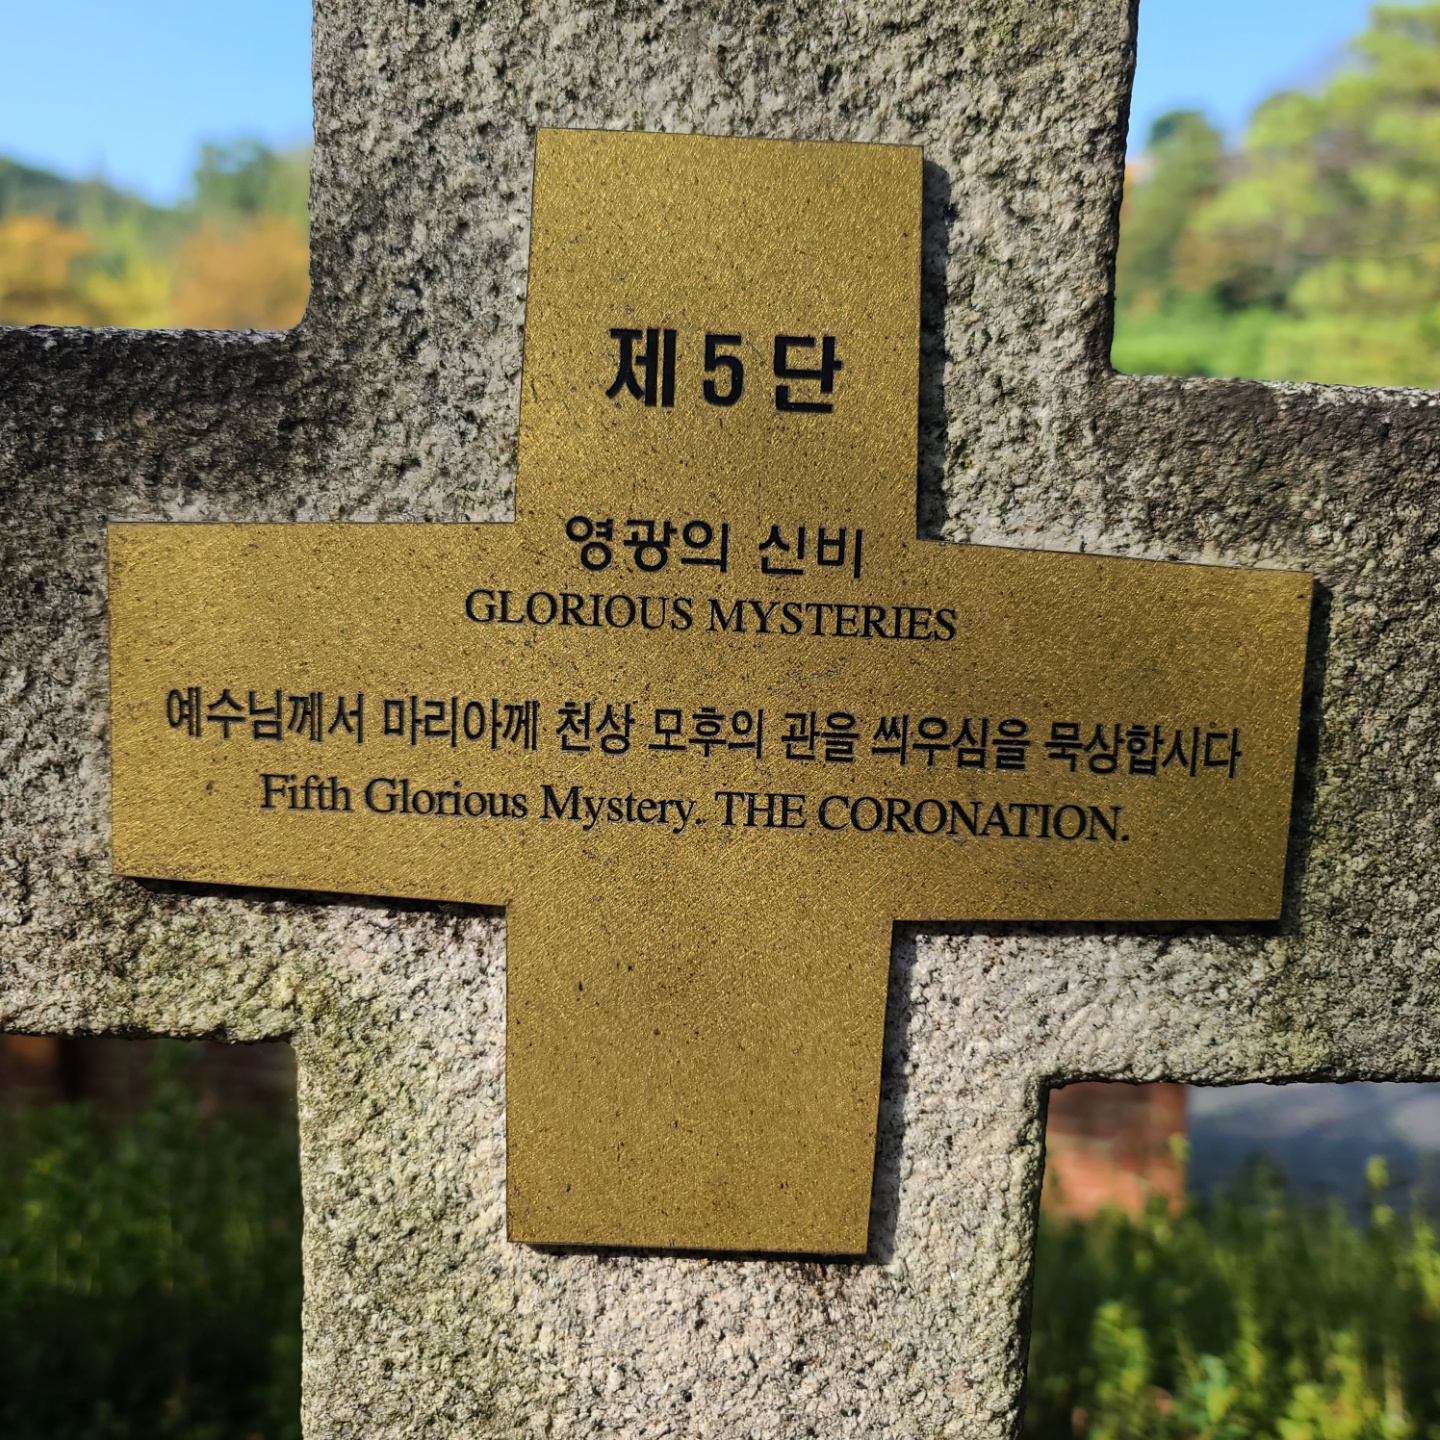 제 5 단
영광의 신비
GLORIOUS MYSTERIES
예수님께서 마리아께 천상 모후의 관을 씌우심을 묵상합시다
Fifth Glorious Mystery. THE CORONATION.